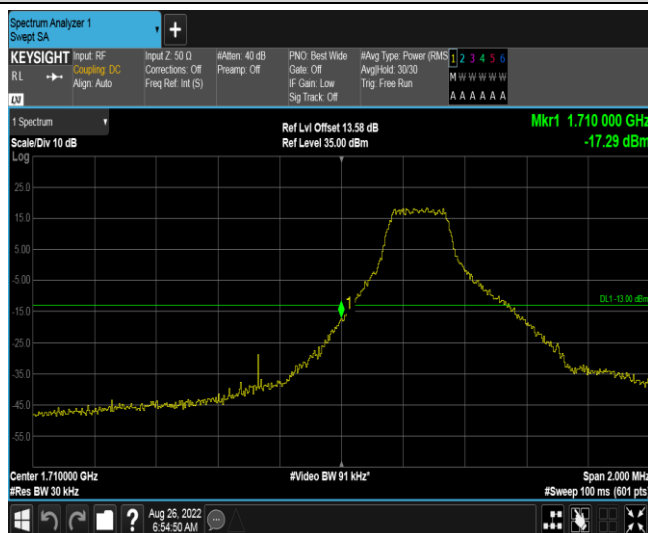 Spectrum Analyzer 1
Swept SA
+
KEYSIGHT
RL
LXI
Input: RF
Coupling: DC
Align: Auto
Input Z: 50 Ω
Corrections: Off
Freq Ref: Int (S)
#Atten: 40 dB
Preamp: Off
PNO: Best Wide
Gate: Off
IF Gain: Low
Sig Track: Off
#Avg Type: Power (RMS
Avg|Hold: 30/30
Trig: Free Run
1 2 3 4 5 6
M W W W W W
A A A A A A
1 Spectrum
Scale/Div 10 dB
Log
Ref Lvl Offset 13.58 dB
Ref Level 35.00 dBm
Mkr1 1.710 000 GHz
-17.29 dBm
25.0
15.0
5.00
-5.00
DL1 -13.00 dBm
1
-15.0
-25.0
-35.0
-45.0
-55.0
Center 1.710000 GHz
#Video BW 91 kHz*
Span 2.000 MHz
#Res BW 30 kHz
#Sweep 100 ms (601 pts)
?
Aug 26, 2022
6:54:50 AM